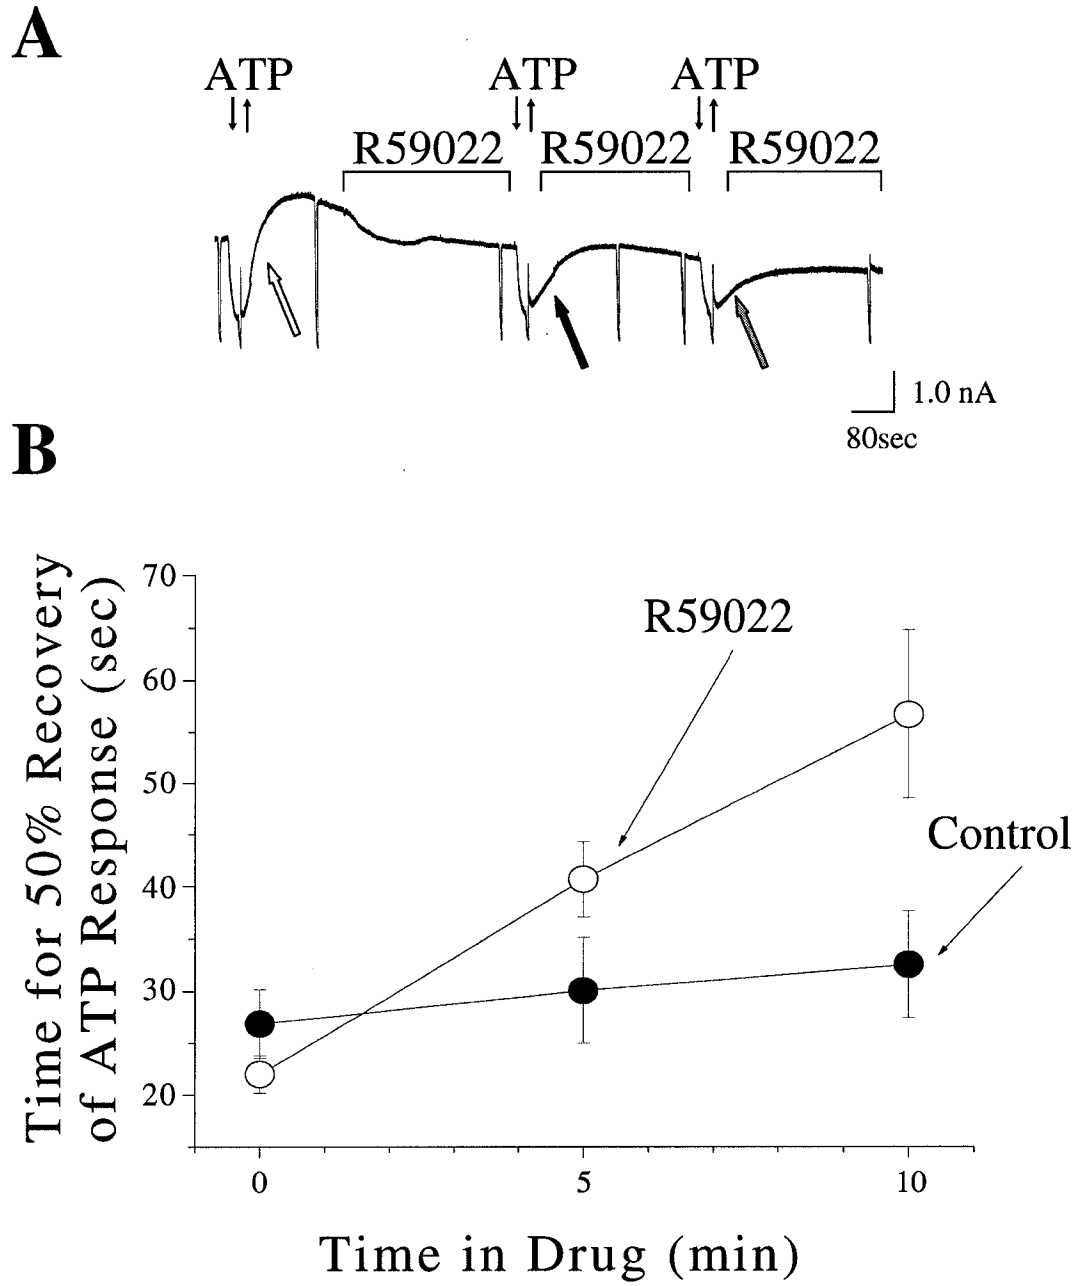 A
ATP ATP ATP
R59022 R59022 R59022
1.0 nA
80sec
B
Time for 50% Recovery
of ATP Response (sec)
70
60
50
40
30
20
R59022
Control
0 5 10
Time in Drug (min)